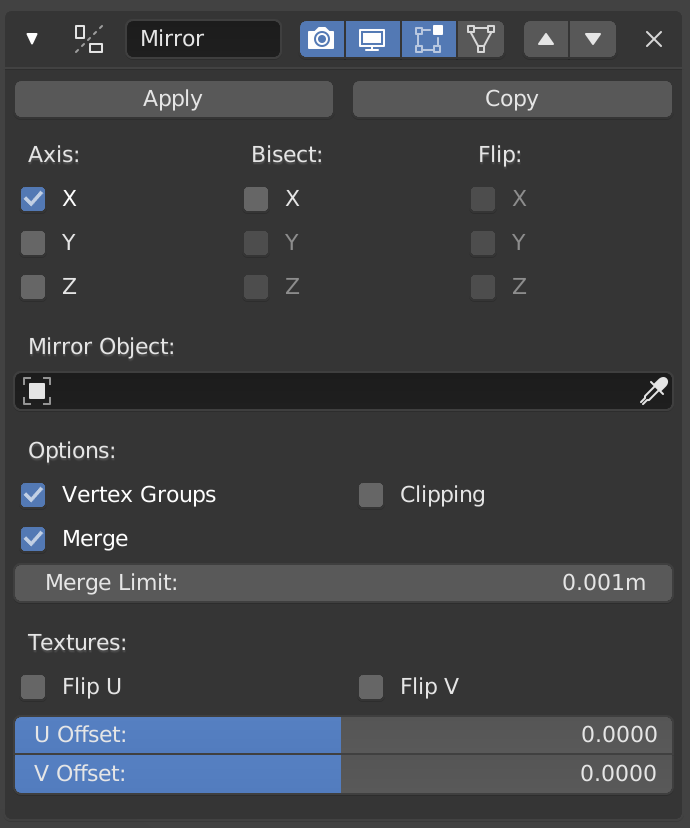 Mirror
Apply Copy
Axis: Bisect: Flip:
X X X
Y Y Y
Z Z Z
Mirror Object:
Options:
Vertex Groups Clipping
Merge
Merge Limit: 0.001m
Textures:
Flip U Flip V
U Offset: 0.0000
V Offset: 0.0000